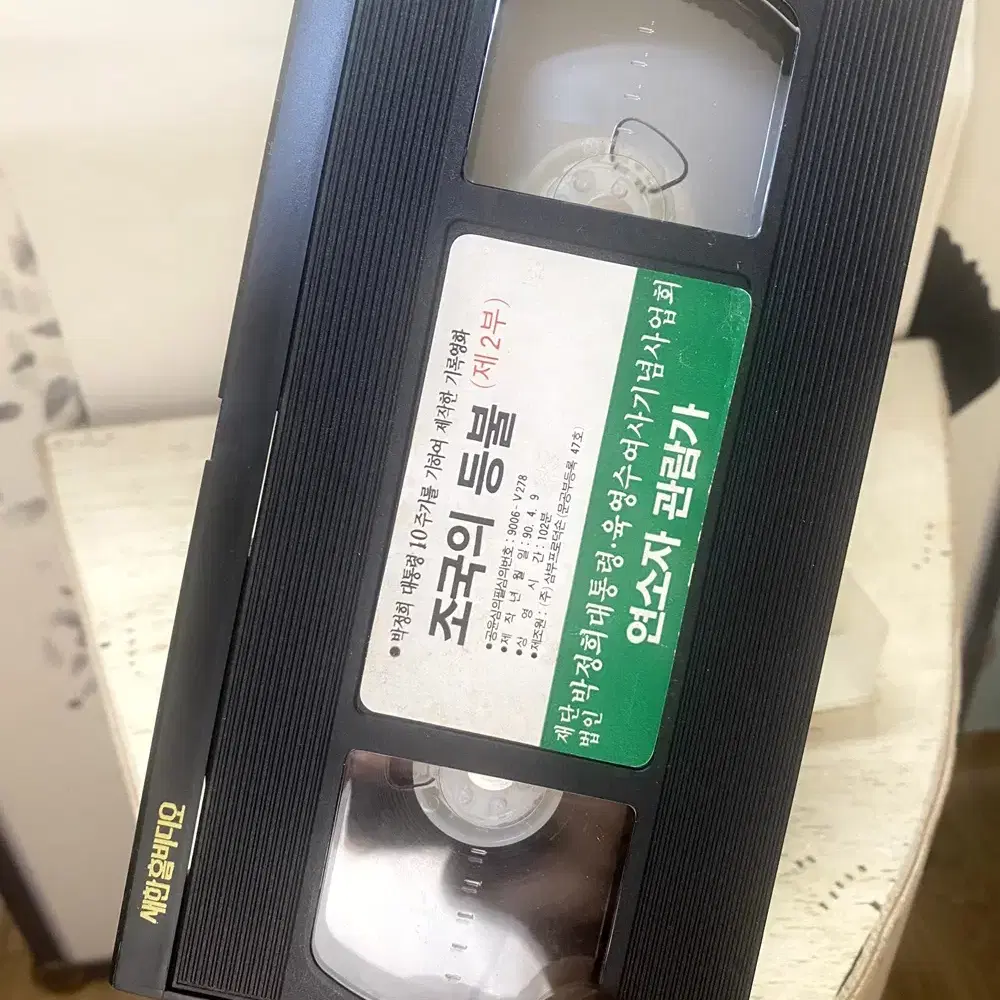 ●박정희 대통령 10주기를 기하여 제작한 기록영화
조국의 등불 (제2부)
●공윤심의필심의번호 : 9006-V278
●제작년월일 : 90. 4. 9
●상영시간 : 102분
●제조원 : (주)삼부프로덕숀(문공부등록 47호)
재단법인 박정희대통령·육영수여사기념사업회
연소자 관람가
새한홈비디오